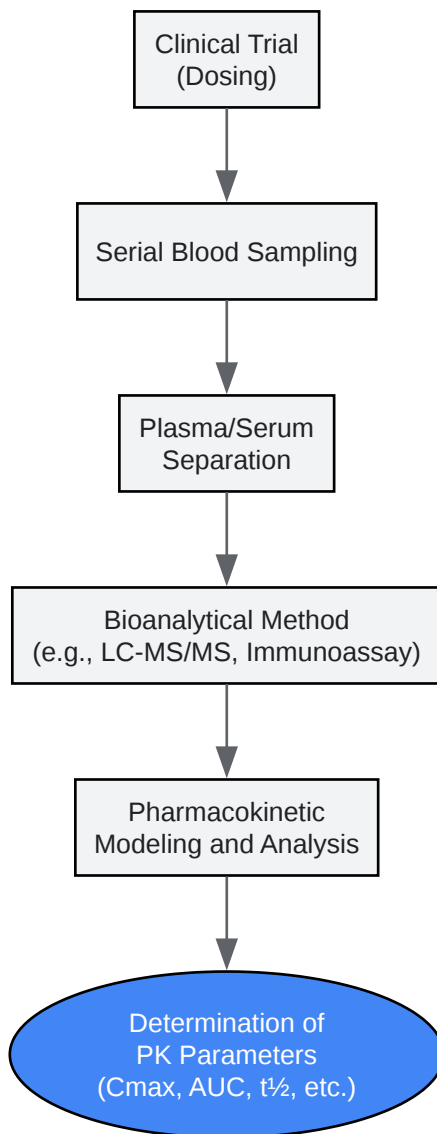 Clinical Trial
(Dosing)
Serial Blood Sampling
Plasma/Serum
Separation
Bioanalytical Method
(e.g., LC-MS/MS, Immunoassay)
Pharmacokinetic
Modeling and Analysis
Determination of
PK Parameters
(Cmax, AUC, t½, etc.)